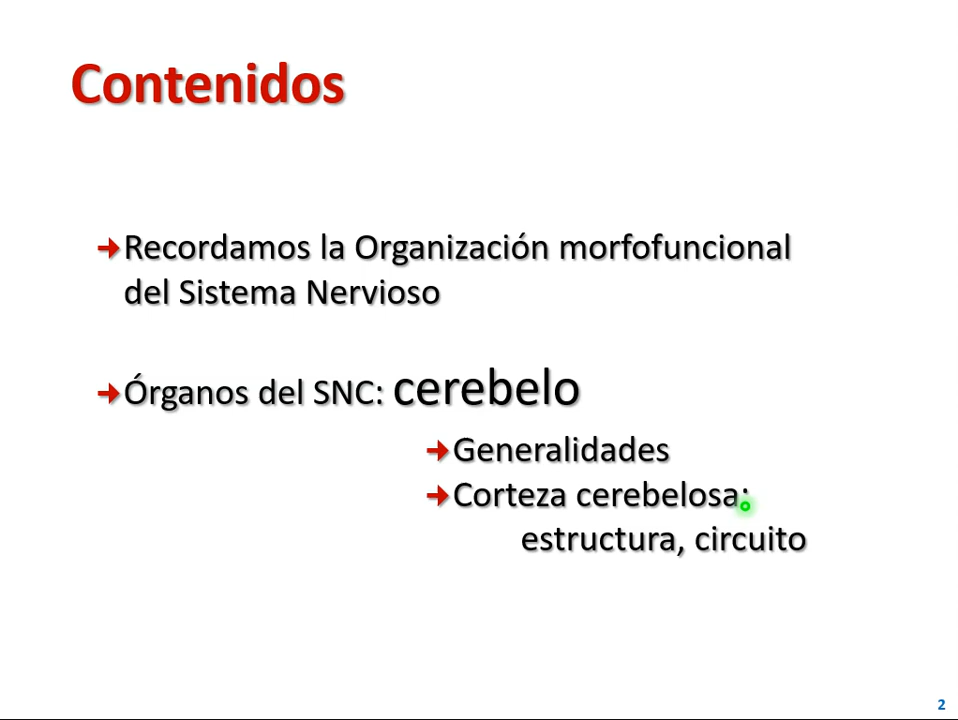 Contenidos
Recordamos la Organización morfofuncional
del Sistema Nervioso
Órganos del SNC: cerebelo
Generalidades
Corteza cerebelosa:
estructura, circuito
2